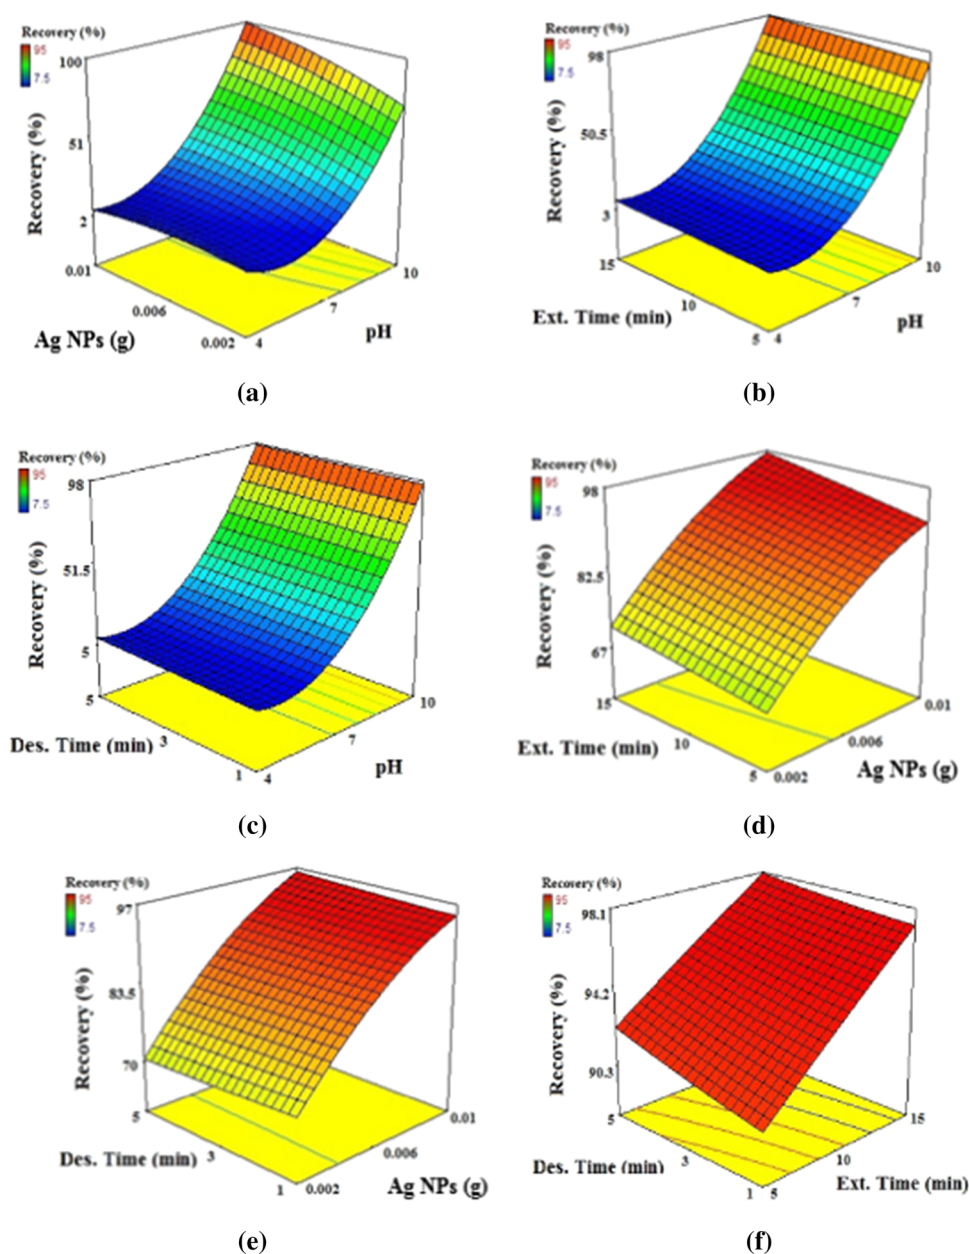 Recovery (%)
95
7.5
100
51
2
Recovery (%)
0.01
0.006
0.002
Ag NPs (g)
4
7
10
pH
(a)
Recovery (%)
95
7.5
98
50.5
3
Recovery (%)
15
10
5
Ext. Time (min)
4
7
10
pH
(b)
Recovery (%)
95
7.5
98
51.5
5
Recovery (%)
5
3
1
Des. Time (min)
4
7
10
pH
(c)
Recovery (%)
95
7.5
98
82.5
67
Recovery (%)
15
10
5
Ext. Time (min)
0.002
0.006
0.01
Ag NPs (g)
(d)
Recovery (%)
95
7.5
97
83.5
70
Recovery (%)
5
3
1
Des. Time (min)
0.002
0.006
0.01
Ag NPs (g)
(e)
Recovery (%)
95
7.5
98.1
94.2
90.3
Recovery (%)
5
3
1
Des. Time (min)
5
10
15
Ext. Time (min)
(f)